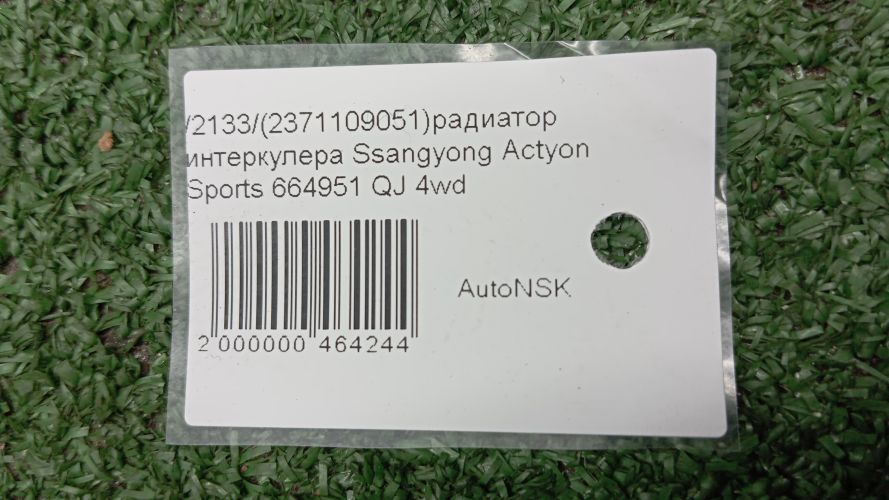 /2133/(2371109051)радиатор
интеркулера Ssangyong Actyon
Sports 664951 QJ 4wd
AutoNSK
2 000000 464244